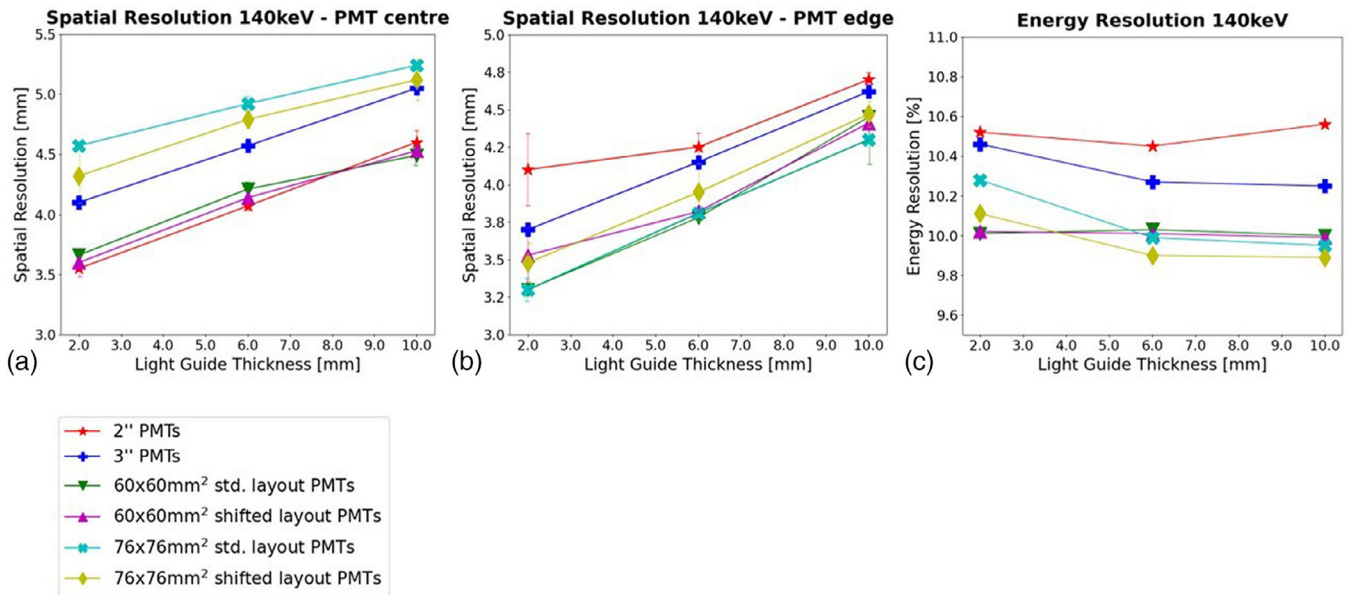 Spatial Resolution 140keV - PMT centre
Spatial Resolution [mm]
5.5
5.0
4.5
4.0
3.5
3.0
2.0 3.0 4.0 5.0 6.0 7.0 8.0 9.0 10.0
Light Guide Thickness [mm]
(a)
Spatial Resolution 140keV - PMT edge
Spatial Resolution [mm]
5.0
4.8
4.5
4.2
4.0
3.8
3.5
3.2
3.0
2.0 3.0 4.0 5.0 6.0 7.0 8.0 9.0 10.0
Light Guide Thickness [mm]
(b)
Energy Resolution 140keV
Energy Resolution [%]
11.0
10.8
10.6
10.4
10.2
10.0
9.8
9.6
2.0 3.0 4.0 5.0 6.0 7.0 8.0 9.0 10.0
Light Guide Thickness [mm]
(c)
2'' PMTs
3'' PMTs
60x60mm² std. layout PMTs
60x60mm² shifted layout PMTs
76x76mm² std. layout PMTs
76x76mm² shifted layout PMTs